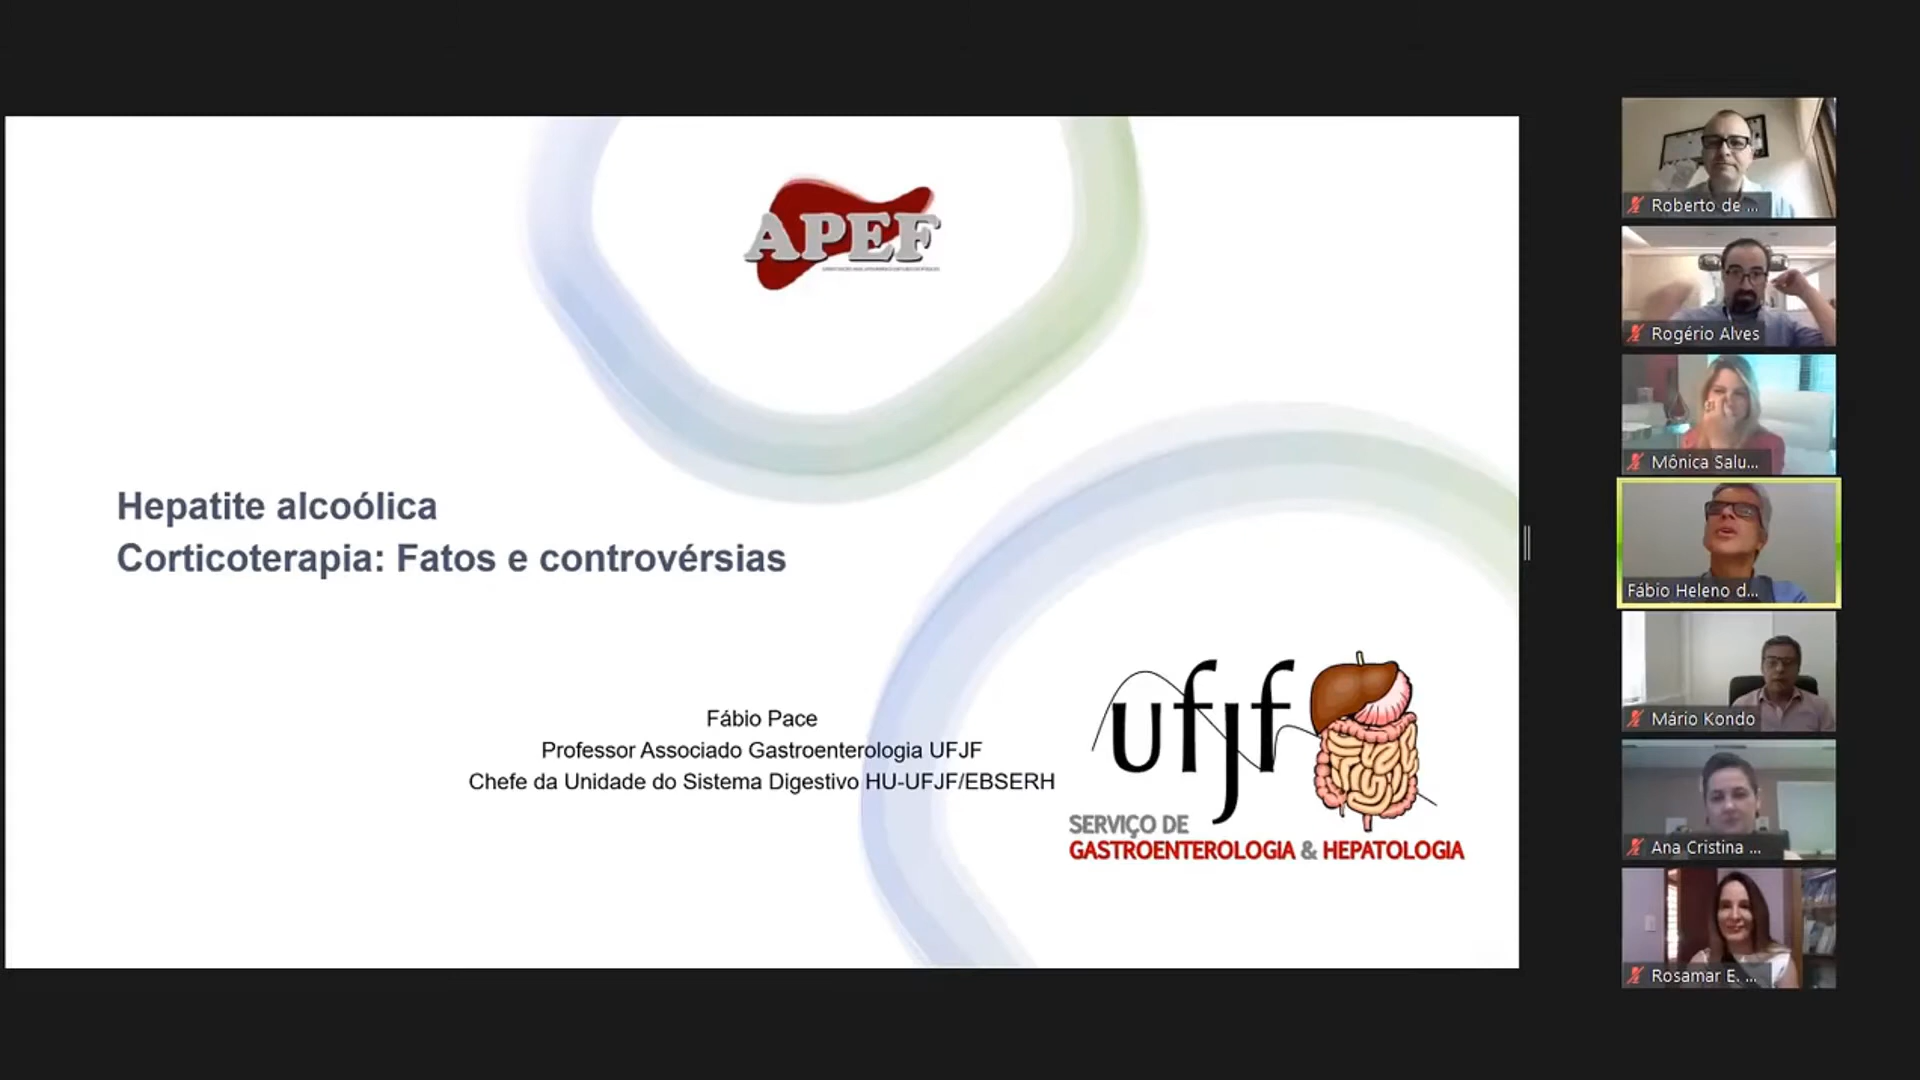 APEF
Hepatite alcoólica
Corticoterapia: Fatos e controvérsias
Fábio Pace
Professor Associado Gastroenterologia UFJF
Chefe da Unidade do Sistema Digestivo HU-UFJF/EBSERH
ufjf
SERVIÇO DE
GASTROENTEROLOGIA & HEPATOLOGIA
Roberto de ...
Rogério Alves
Mônica Salu...
Fábio Heleno d...
Mário Kondo
Ana Cristina ...
Rosamar E. ...